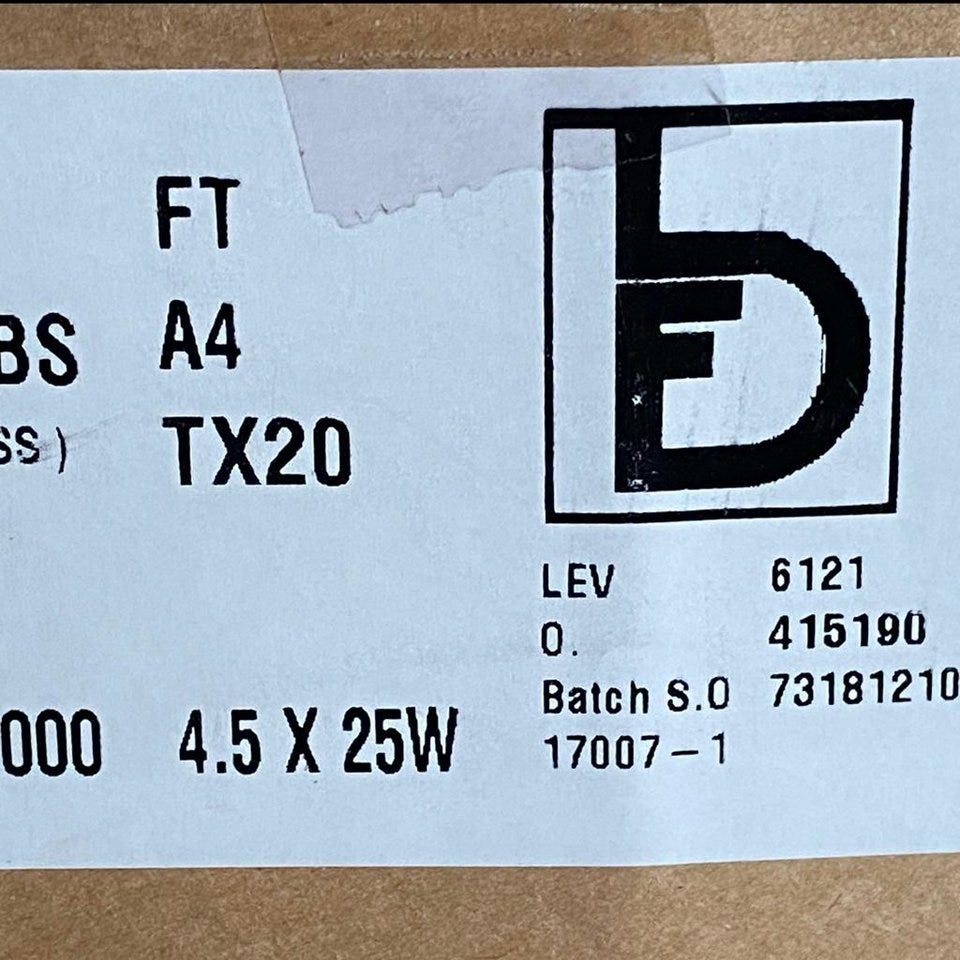 FT
BS A4
SS) TX20
000 4.5 X 25W
LEV 6121
O. 415190
Batch S.O 73181210
17007-1